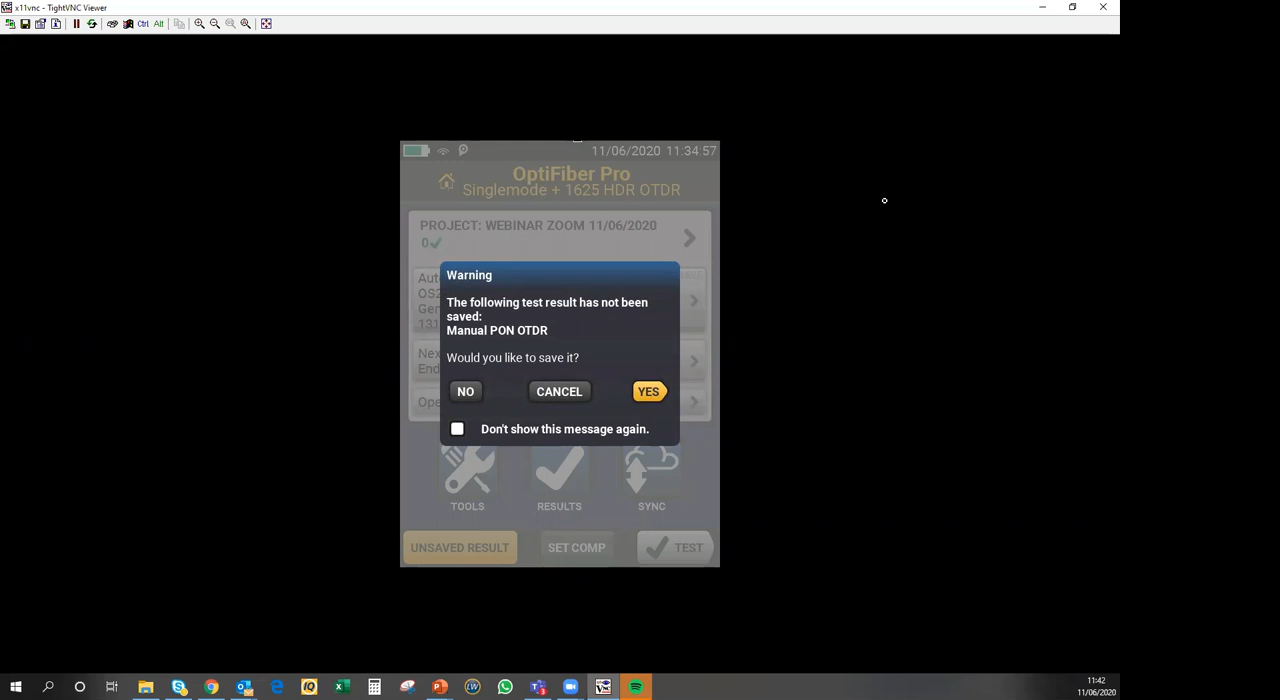 x11vnc - TightVNC Viewer
Ctrl Alt
11/06/2020 11:34:57
OptiFiber Pro
Singlemode + 1625 HDR OTDR
PROJECT: WEBINAR ZOOM 11/06/2020
0
Warning
The following test result has not been
saved:
Manual PON OTDR
Would you like to save it?
NO CANCEL YES
Don't show this message again.
TOOLS RESULTS SYNC
UNSAVED RESULT SET COMP TEST
11:42
11/06/2020